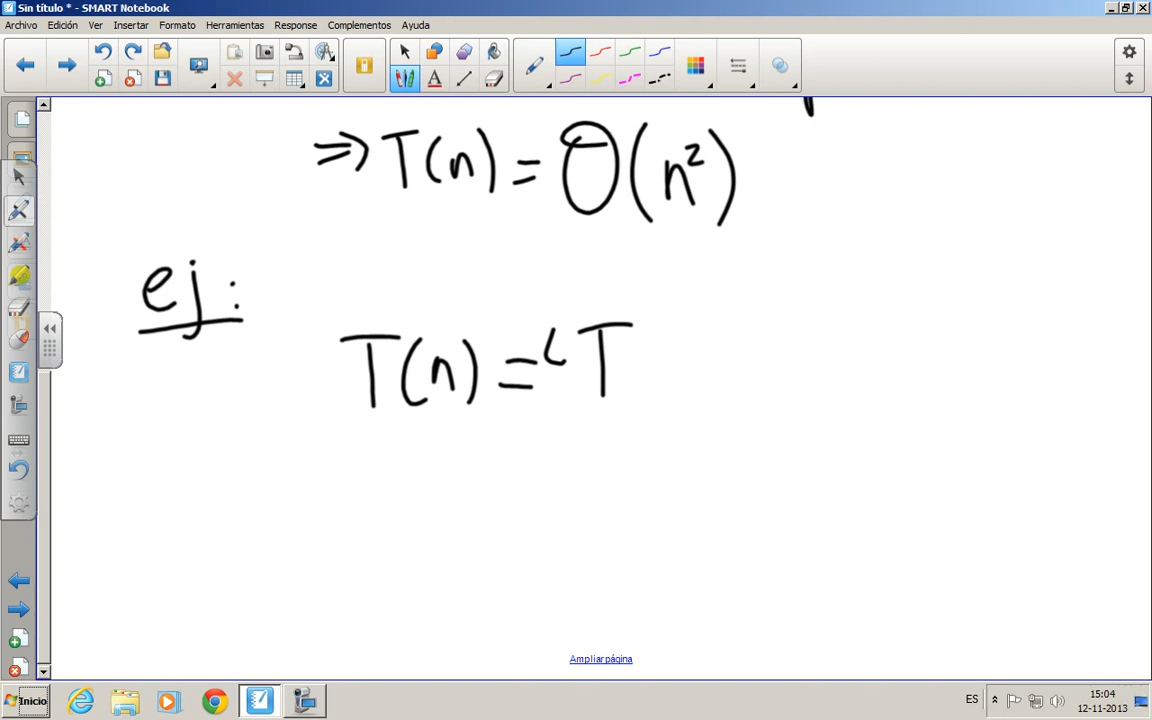 Sin título * - SMART Notebook
Archivo Edición Ver Insertar Formato Herramientas Response Complementos Ayuda
⇒ T(n) = O(n²)
ej:
T(n) = T
Ampliar página
Inicio
ES
15:04
12-11-2013